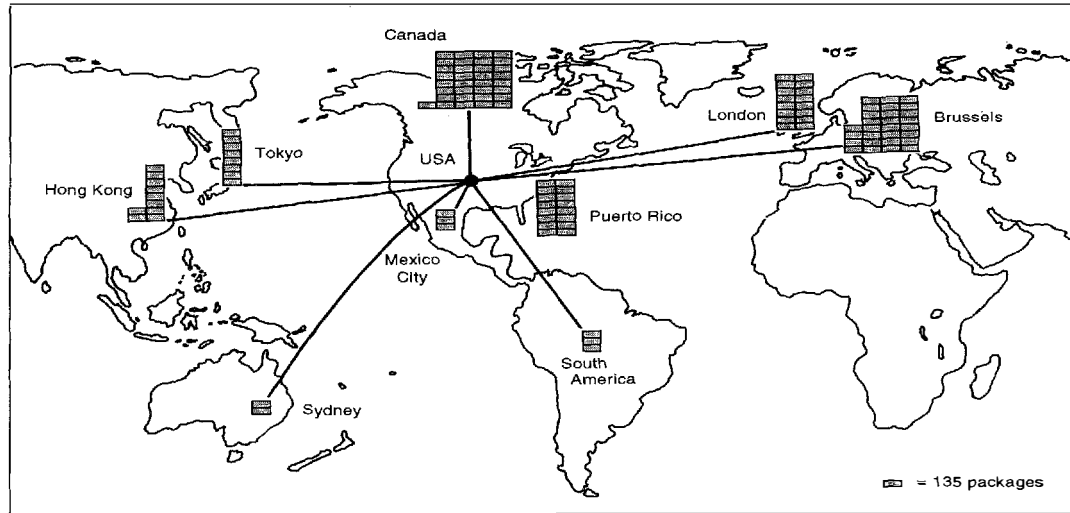 Canada
London
Brussels
Tokyo
USA
Hong Kong
Puerto Rico
Mexico
City
South
America
Sydney
= 135 packages